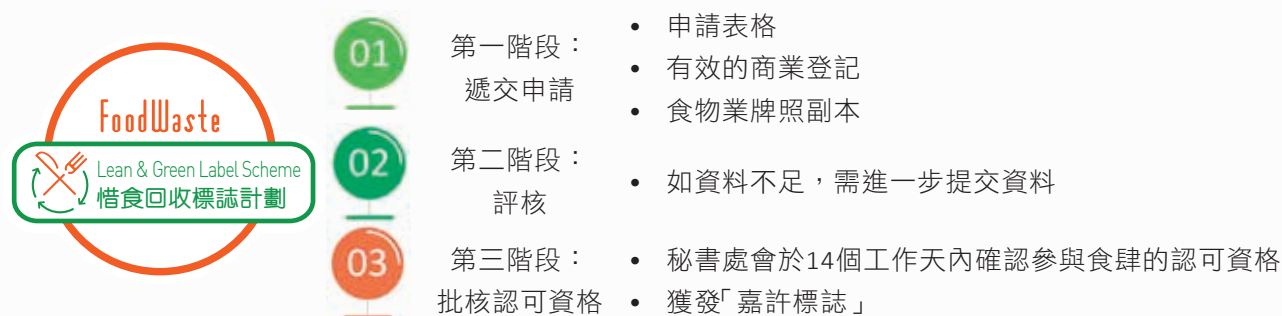 FoodWaste
Lean & Green Label Scheme
惜食回收標誌計劃
01
第一階段：
遞交申請
• 申請表格
• 有效的商業登記
• 食物業牌照副本
02
第二階段：
評核
• 如資料不足，需進一步提交資料
03
第三階段：
批核認可資格
• 秘書處會於14個工作天內確認參與食肆的認可資格
• 獲發「嘉許標誌」